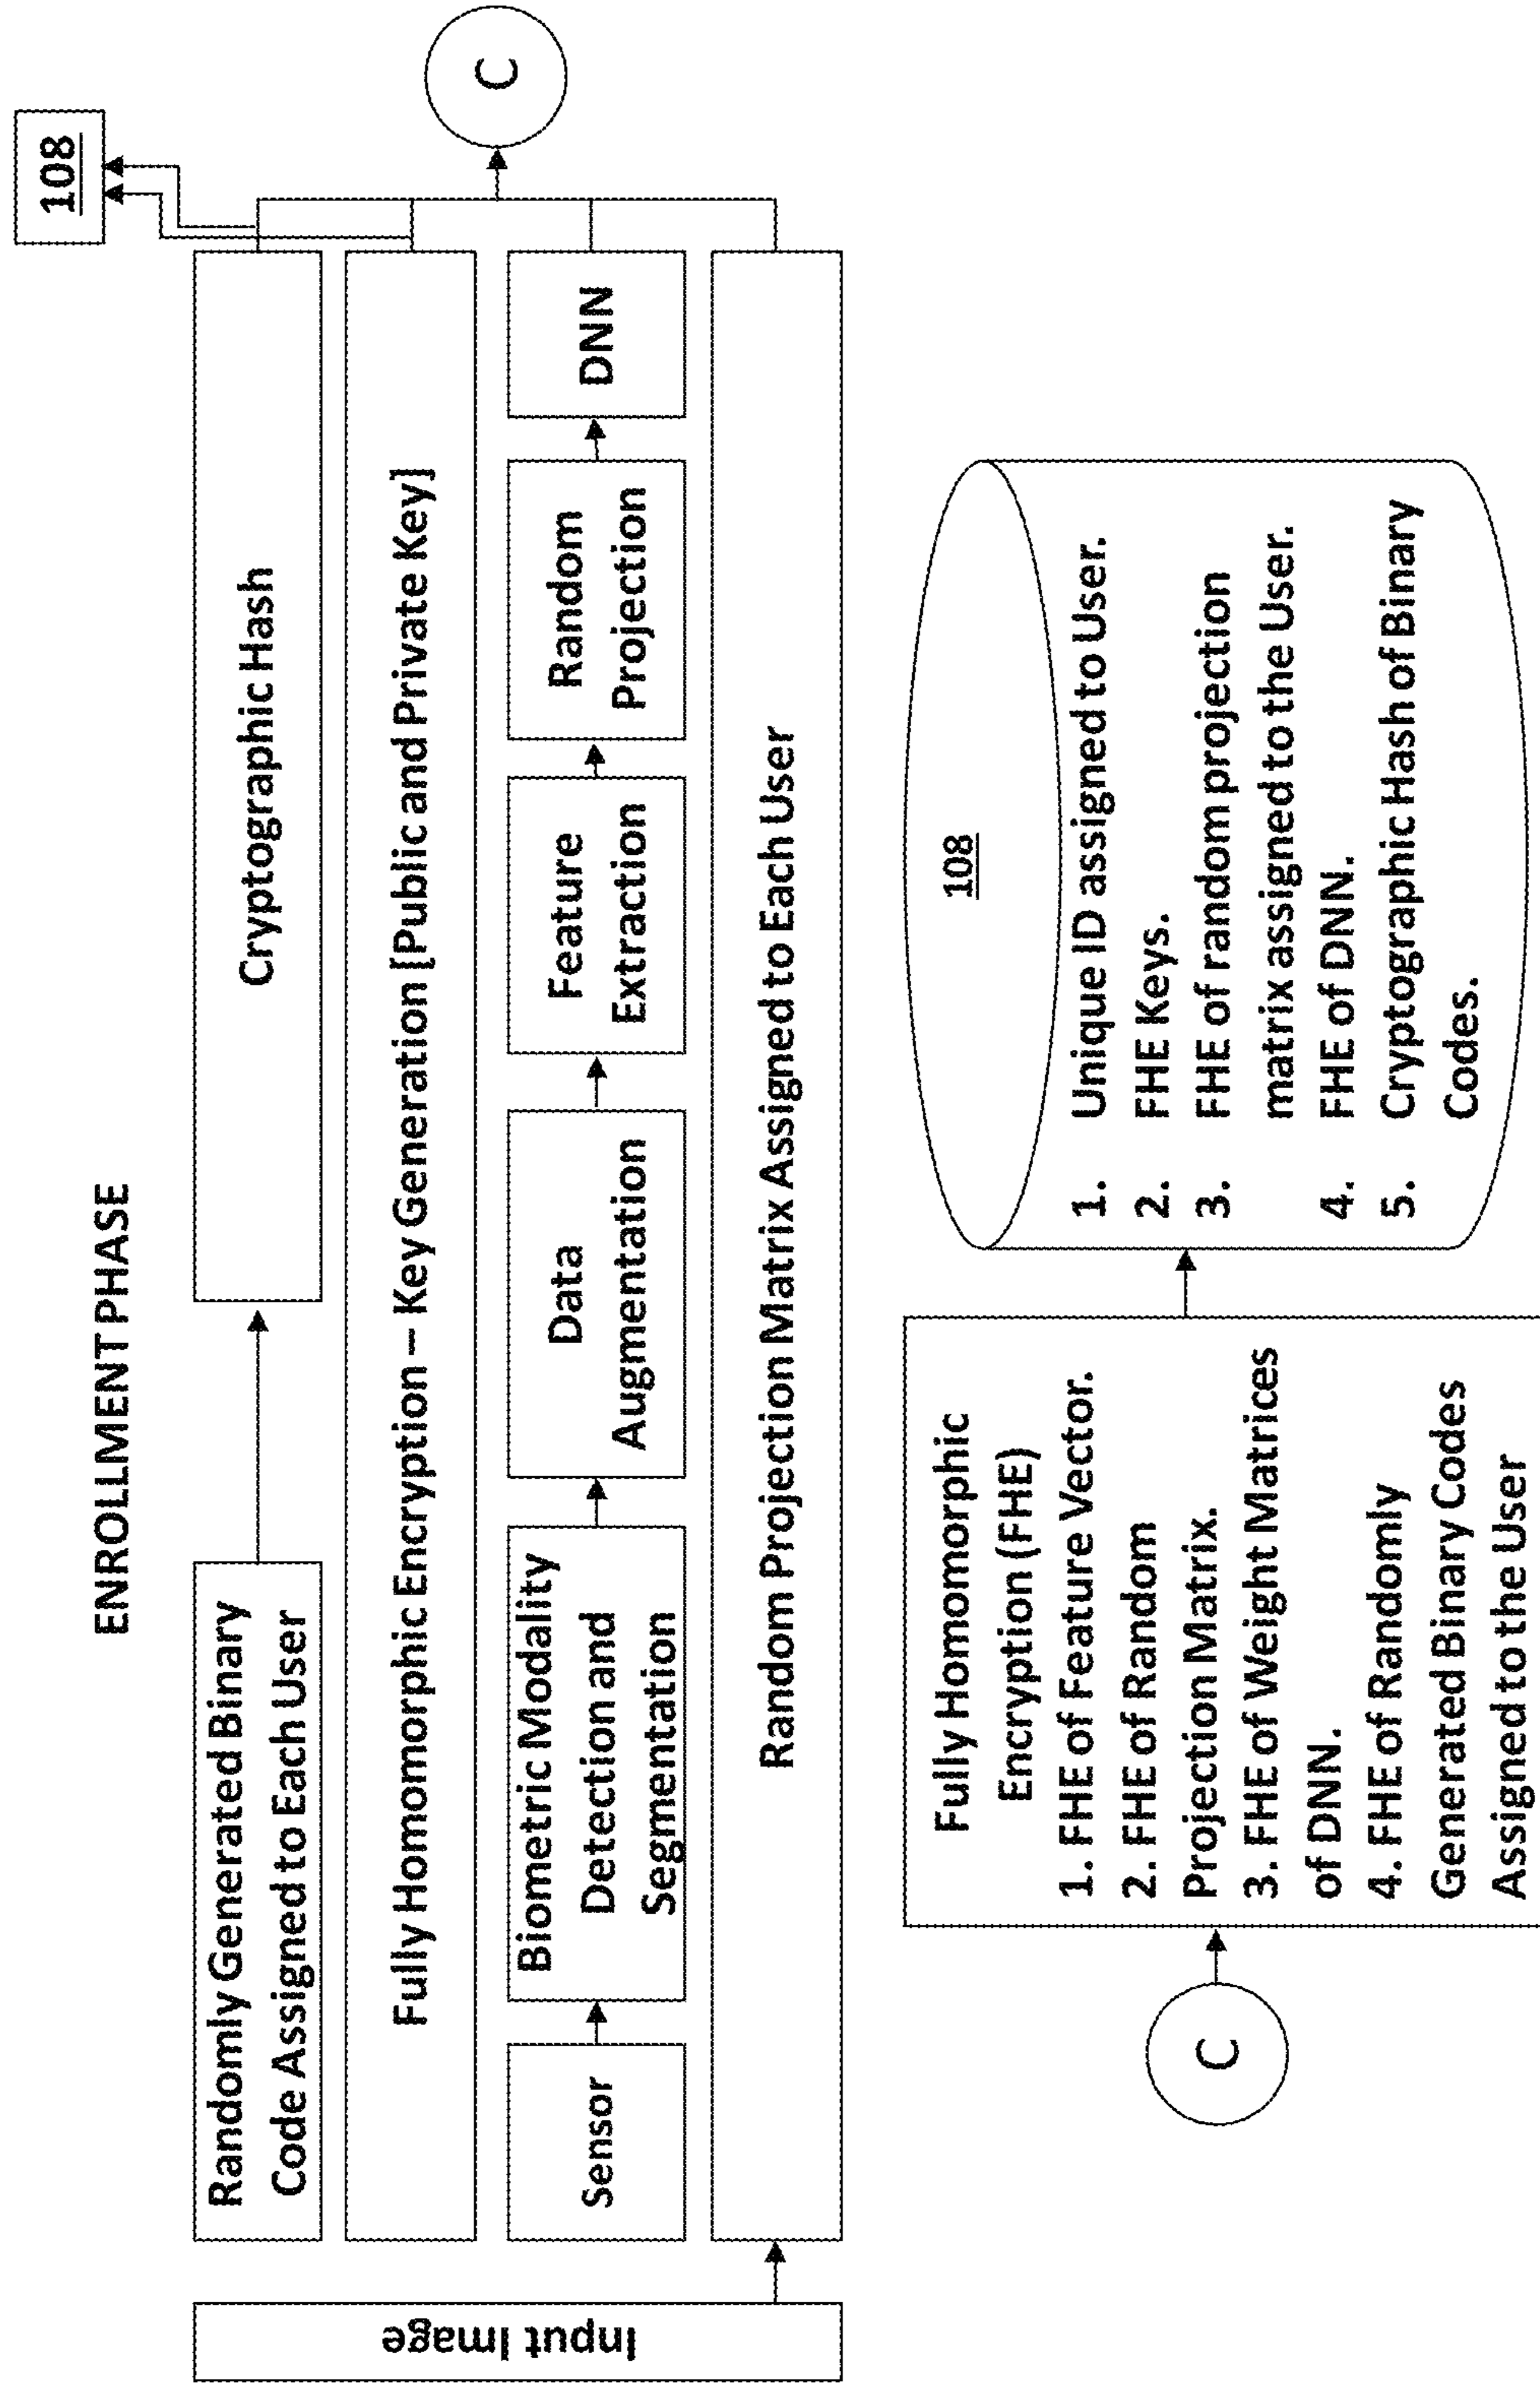 ENROLLMENT PHASE
108
Randomly Generated Binary
Code Assigned to Each User
Cryptographic Hash
Fully Homomorphic Encryption – Key Generation [Public and Private Key]
Input Image
Sensor
Biometric Modality
Detection and
Segmentation
Data
Augmentation
Feature
Extraction
Random
Projection
DNN
C
Random Projection Matrix Assigned to Each User
C
Fully Homomorphic
Encryption (FHE)
1. FHE of Feature Vector.
2. FHE of Random
Projection Matrix.
3. FHE of Weight Matrices
of DNN.
4. FHE of Randomly
Generated Binary Codes
Assigned to the User
108
1. Unique ID assigned to User.
2. FHE Keys.
3. FHE of random projection
matrix assigned to the User.
4. FHE of DNN.
5. Cryptographic Hash of Binary
Codes.